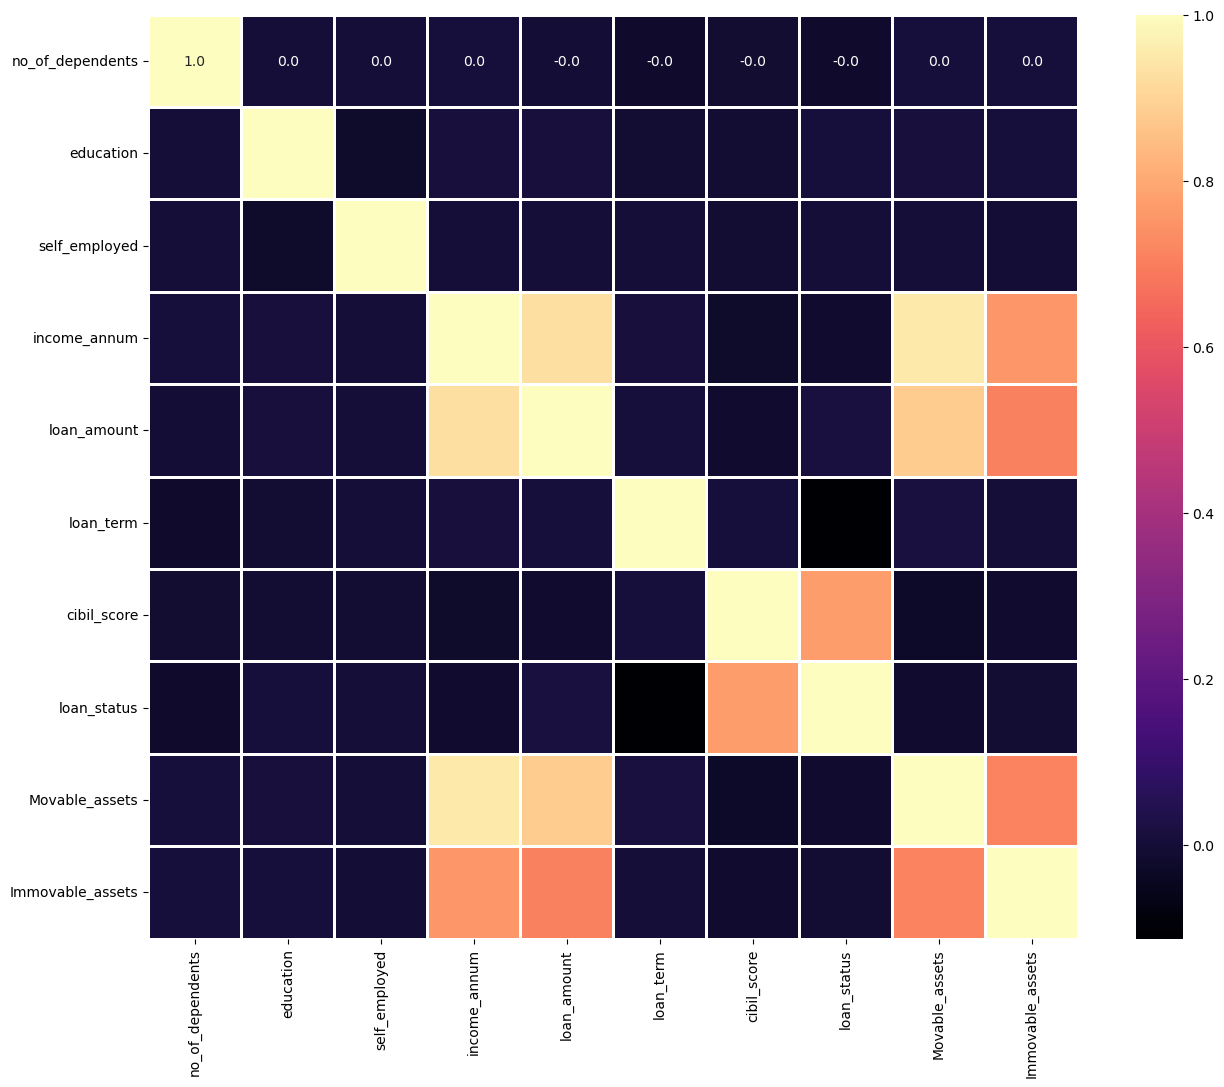 no_of_dependents 1.0 0.0 0.0 0.0 -0.0 -0.0 -0.0 -0.0 0.0 0.0
education
self_employed
income_annum
loan_amount
loan_term
cibil_score
loan_status
Movable_assets
Immovable_assets
no_of_dependents
education
self_employed
income_annum
loan_amount
loan_term
cibil_score
loan_status
Movable_assets
Immovable_assets
1.0
0.8
0.6
0.4
0.2
0.0